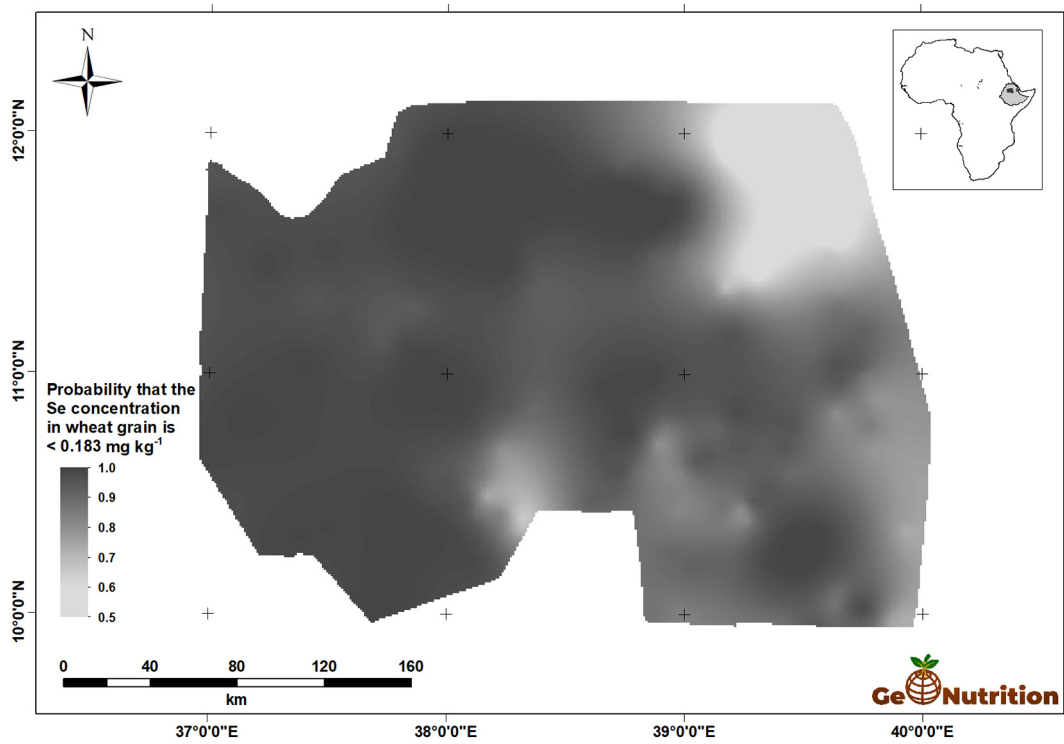 N
12°0'0"N
11°0'0"N
10°0'0"N
Probability that the
Se concentration
in wheat grain is
< 0.183 mg kg⁻¹
1.0
0.9
0.8
0.7
0.6
0.5
0 40 80 120 160
km
GeoNutrition
37°0'0"E 38°0'0"E 39°0'0"E 40°0'0"E